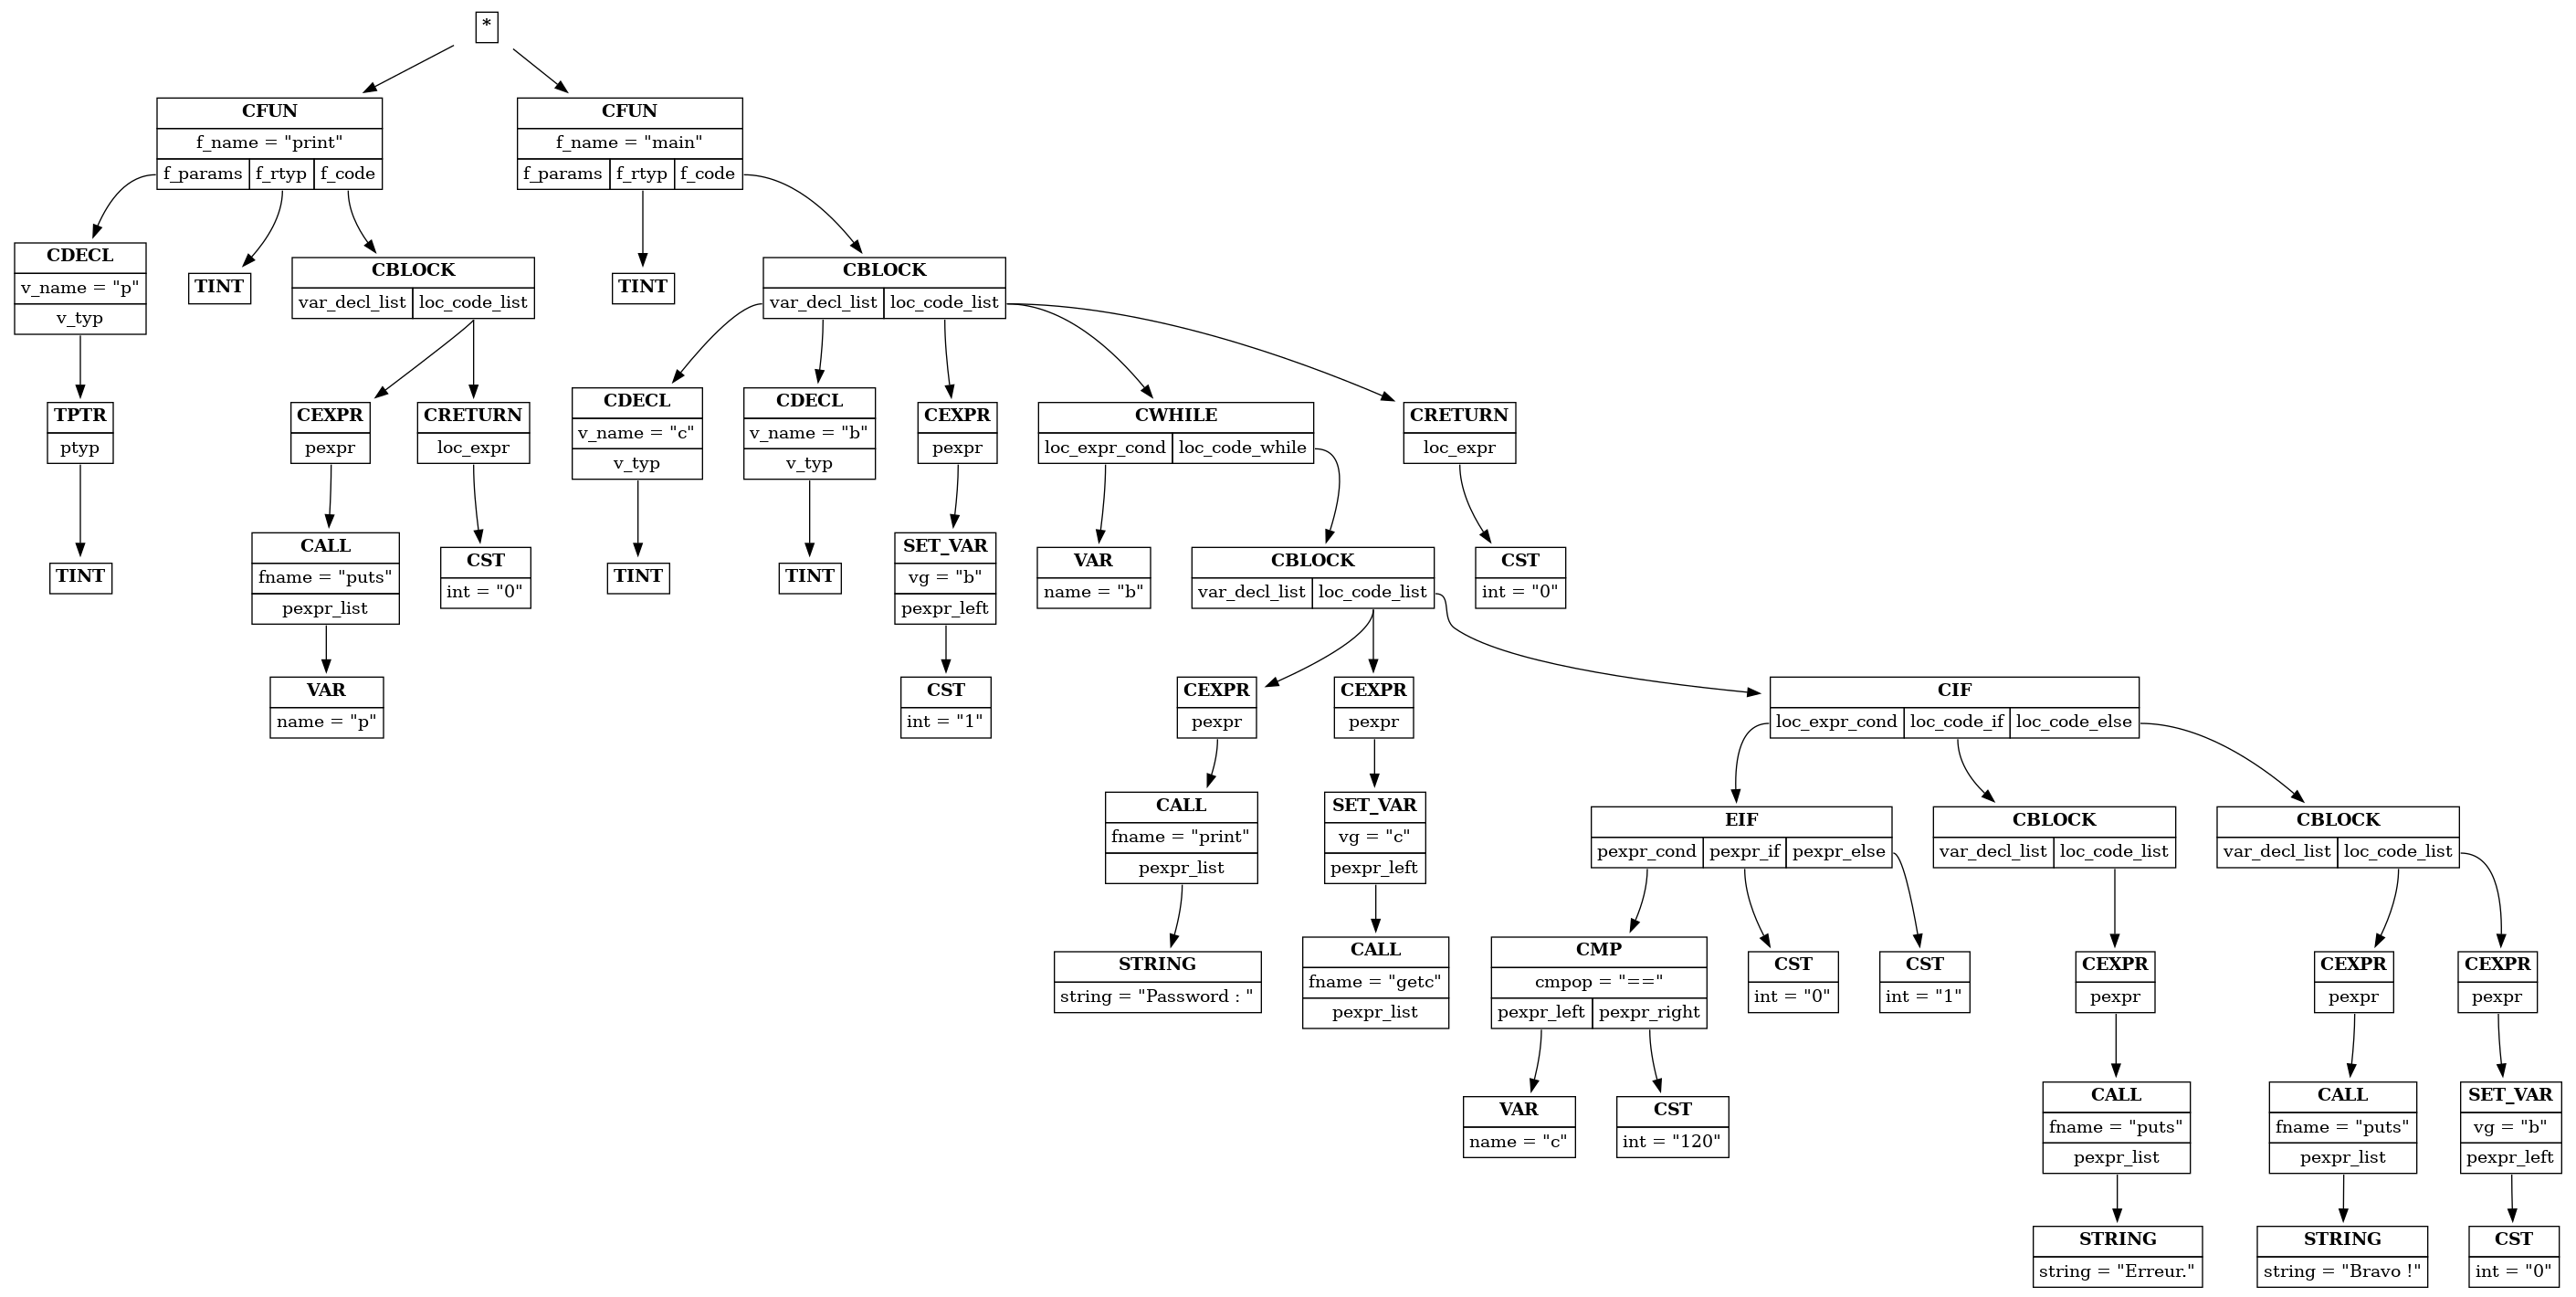 *
CFUN
f_name = "print"
f_params f_rtyp f_code
CFUN
f_name = "main"
f_params f_rtyp f_code
CDECL
v_name = "p"
v_typ
TINT
CBLOCK
var_decl_list loc_code_list
TINT
CBLOCK
var_decl_list loc_code_list
TPTR
ptyp
CEXPR
pexpr
CRETURN
loc_expr
CDECL
v_name = "c"
v_typ
CDECL
v_name = "b"
v_typ
CEXPR
pexpr
CWHILE
loc_expr_cond loc_code_while
CRETURN
loc_expr
TINT
CALL
fname = "puts"
pexpr_list
CST
int = "0"
TINT
TINT
SET_VAR
vg = "b"
pexpr_left
VAR
name = "b"
CBLOCK
var_decl_list loc_code_list
CST
int = "0"
VAR
name = "p"
CST
int = "1"
CEXPR
pexpr
CEXPR
pexpr
CIF
loc_expr_cond loc_code_if loc_code_else
CALL
fname = "print"
pexpr_list
SET_VAR
vg = "c"
pexpr_left
EIF
pexpr_cond pexpr_if pexpr_else
CBLOCK
var_decl_list loc_code_list
CBLOCK
var_decl_list loc_code_list
STRING
string = "Password : "
CALL
fname = "getc"
pexpr_list
CMP
cmpop = "=="
pexpr_left pexpr_right
CST
int = "0"
CST
int = "1"
CEXPR
pexpr
CEXPR
pexpr
CEXPR
pexpr
VAR
name = "c"
CST
int = "120"
CALL
fname = "puts"
pexpr_list
CALL
fname = "puts"
pexpr_list
SET_VAR
vg = "b"
pexpr_left
STRING
string = "Erreur."
STRING
string = "Bravo !"
CST
int = "0"